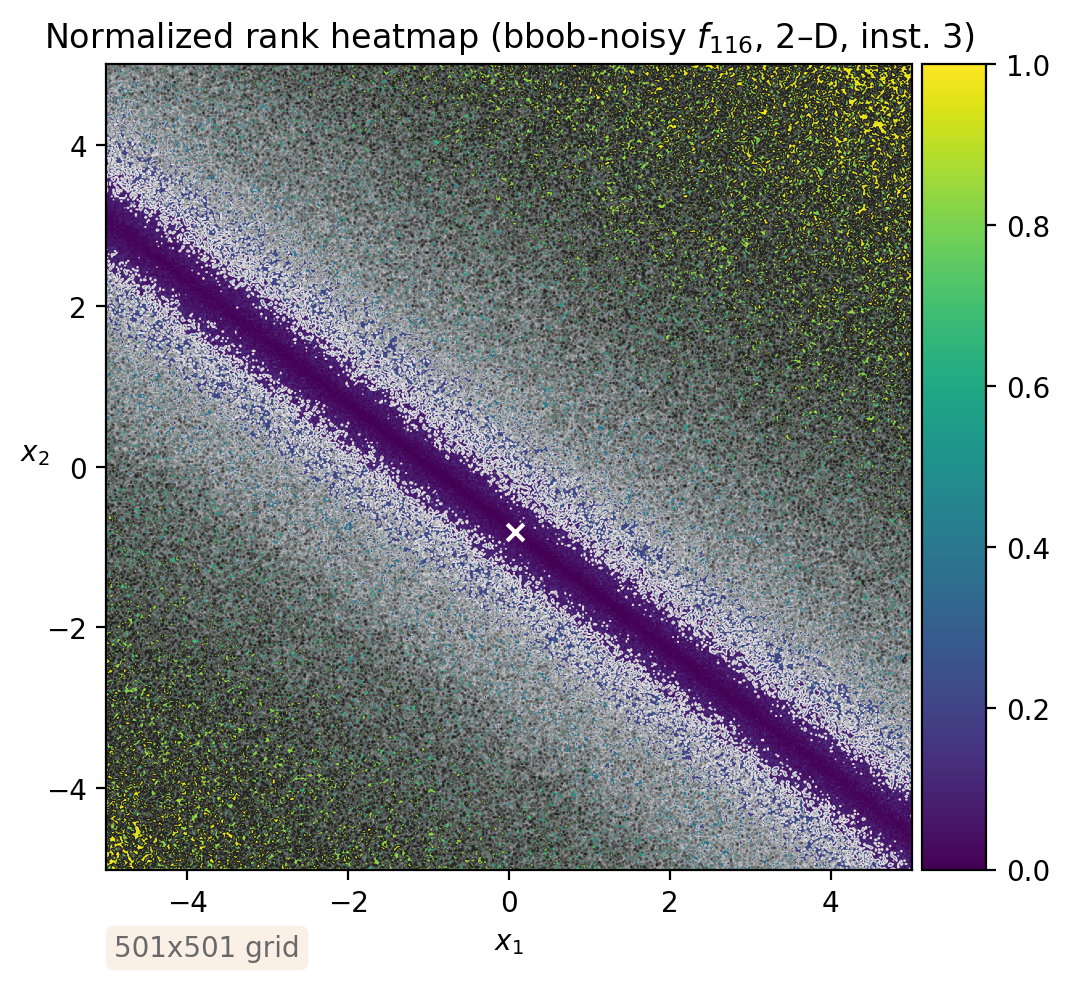 Normalized rank heatmap (bbob-noisy f₁₁₆, 2–D, inst. 3)
1.0
0.8
0.6
0.4
0.2
0.0
4
2
0
−2
−4
x₂
−4 −2 0 2 4
x₁
501x501 grid